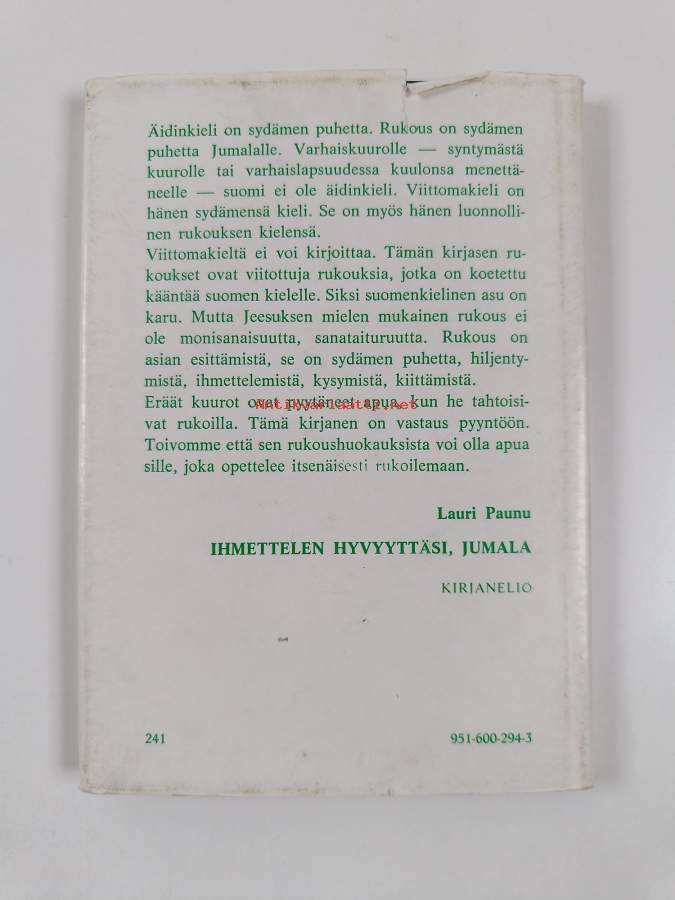 Äidinkieli on sydämen puhetta. Rukous on sydämen
puhetta Jumalalle. Varhaiskuurolle — syntymästä
kuurolle tai varhaislapsuudessa kuulonsa menettä-
neelle — suomi ei ole äidinkieli. Viittomakieli on
hänen sydämensä kieli. Se on myös hänen luonnolli-
nen rukouksen kielensä.
Viittomakieltä ei voi kirjoittaa. Tämän kirjasen ru-
koukset ovat viitottuja rukouksia, jotka on koetettu
kääntää suomen kielelle. Siksi suomenkielinen asu on
karu. Mutta Jeesuksen mielen mukainen rukous ei
ole monisanaisuutta, sanataituruutta. Rukous on
asian esittämistä, se on sydämen puhetta, hiljenty-
mistä, ihmettelemistä, kysymistä, kiittämistä.
Eräät kuurot ovat pyytäneet apua, kun he tahtoisi-
Antikvariaatti.net
vat rukoilla. Tämä kirjanen on vastaus pyyntöön.
Toivomme että sen rukoushuokauksista voi olla apua
sille, joka opettelee itsenäisesti rukoilemaan.
Lauri Paunu
IHMETTELEN HYVYYTTÄSI, JUMALA
KIRJANELIO
241
951-600-294-3